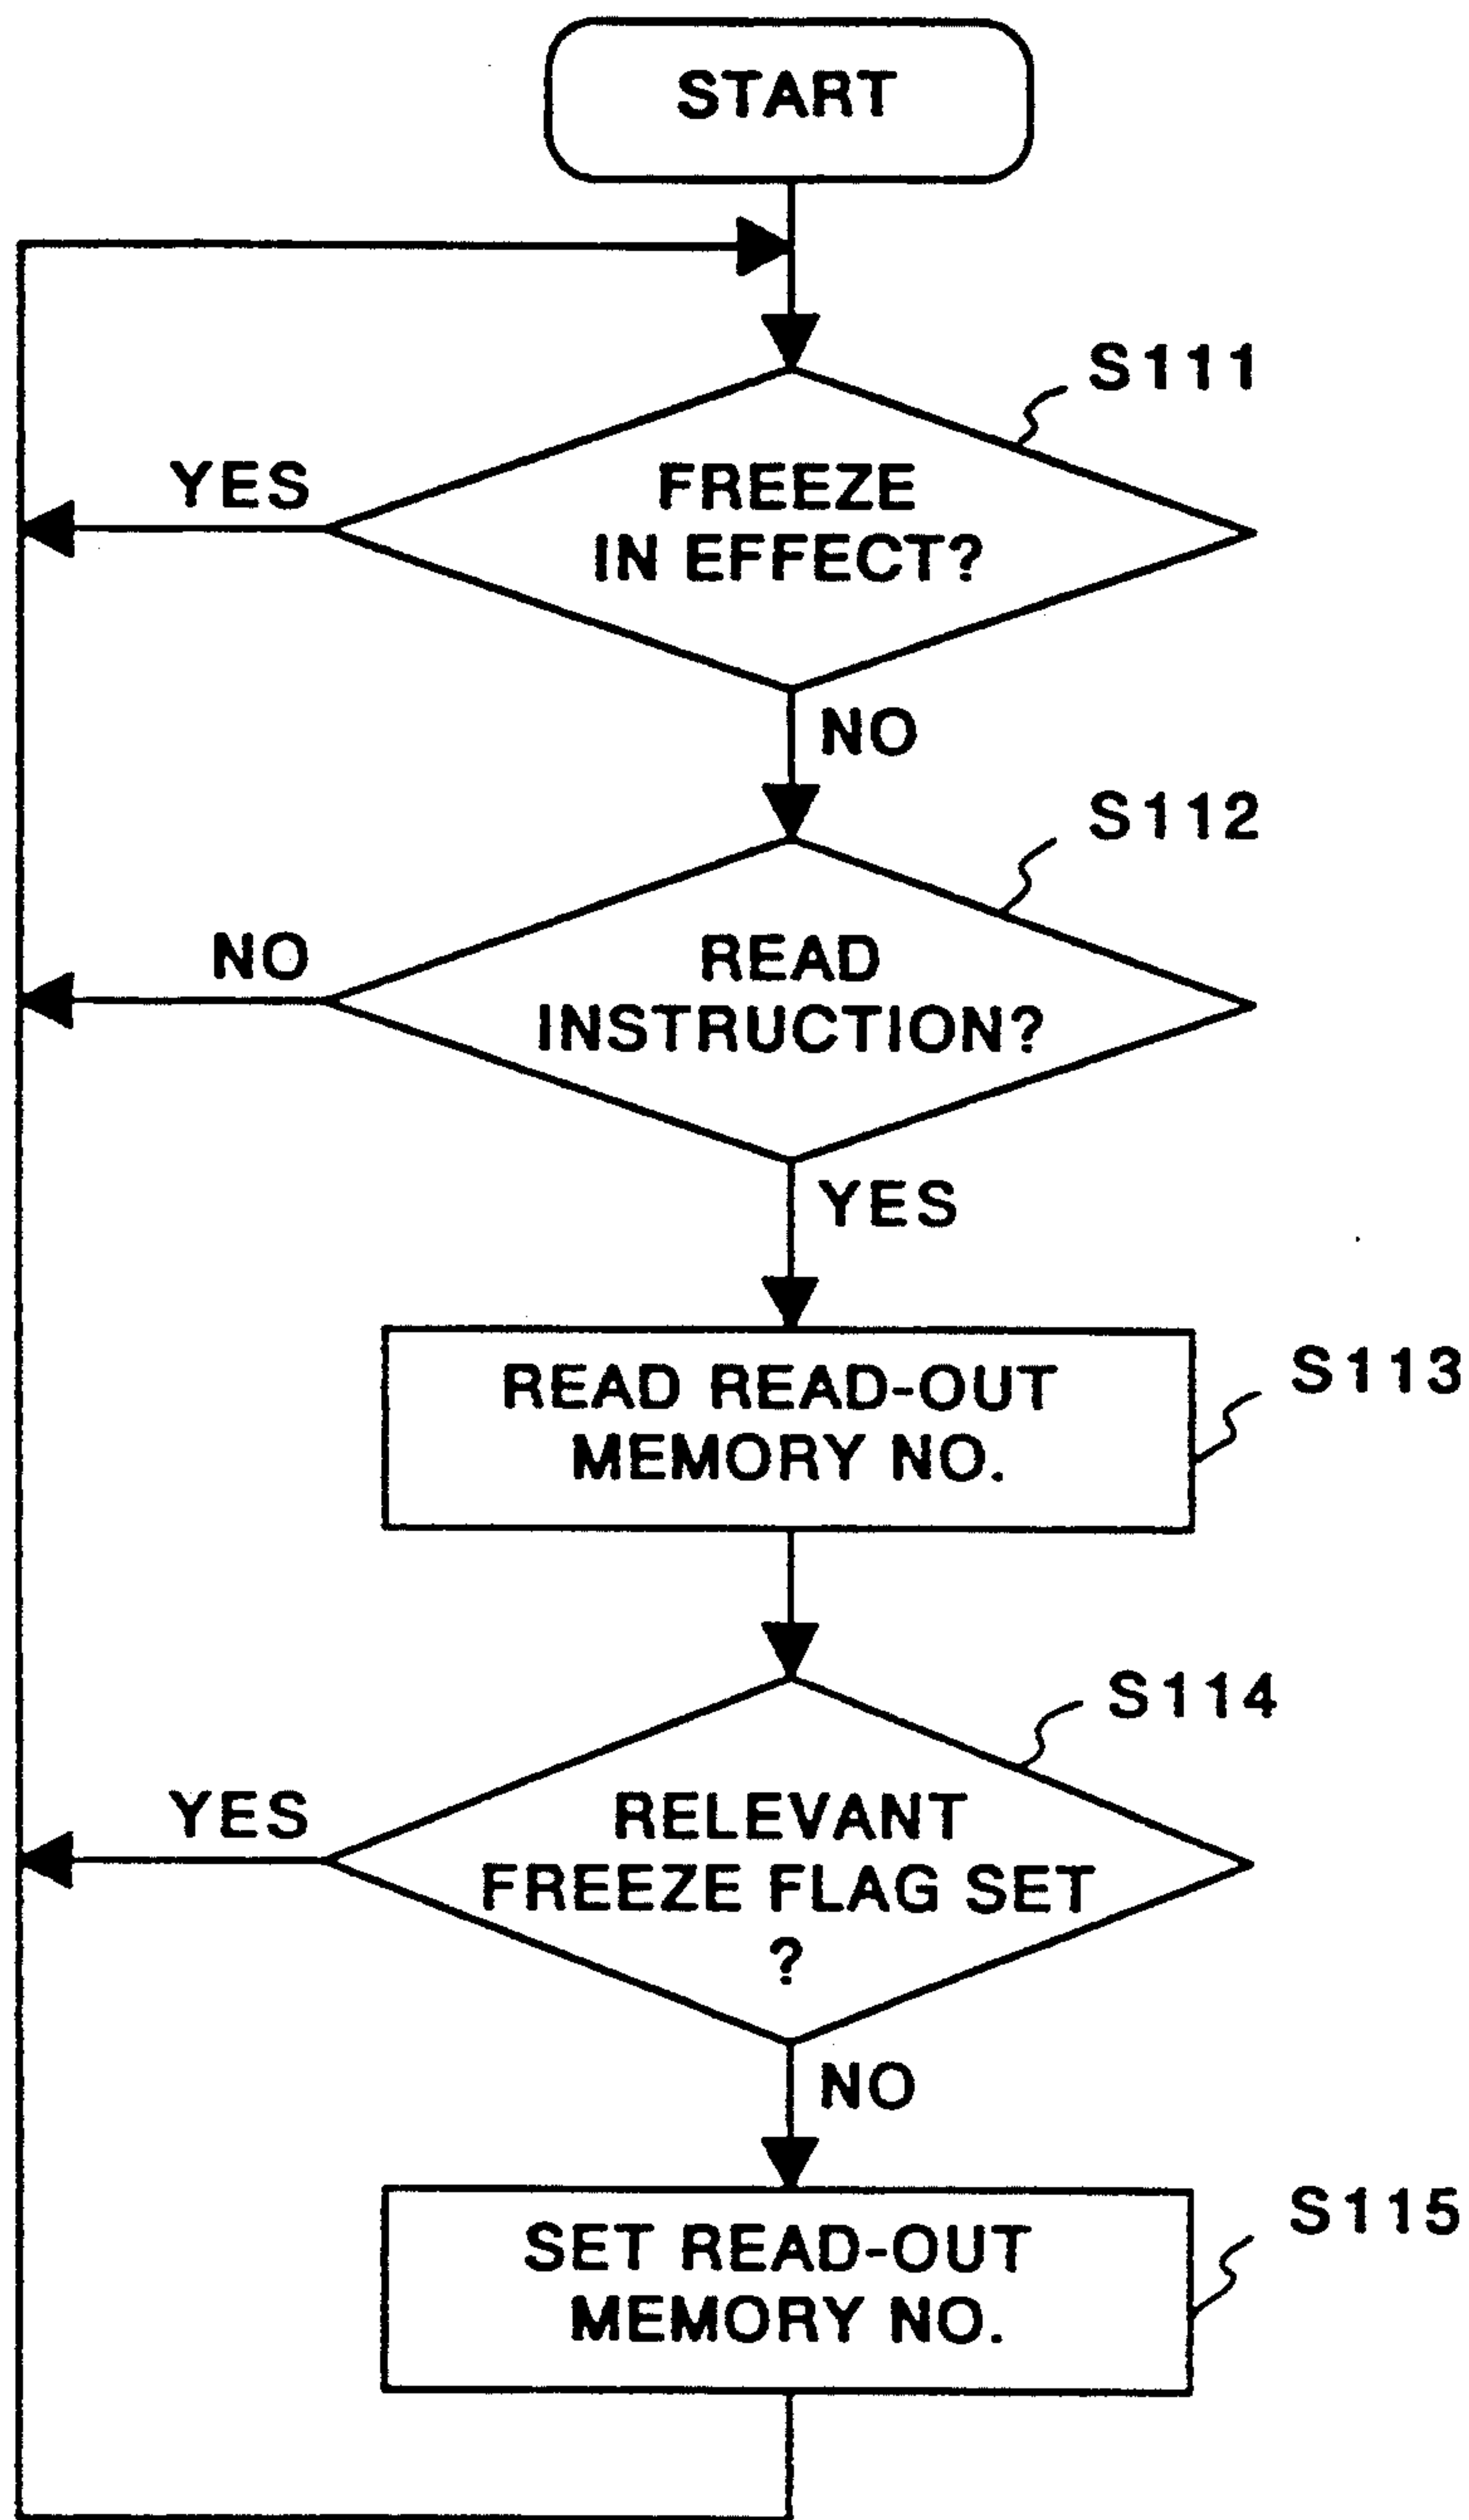 START
S111
YES
FREEZE
IN EFFECT?
NO
S112
NO
READ
INSTRUCTION?
YES
S113
READ READ-OUT
MEMORY NO.
S114
YES
RELEVANT
FREEZE FLAG SET
?
NO
S115
SET READ-OUT
MEMORY NO.